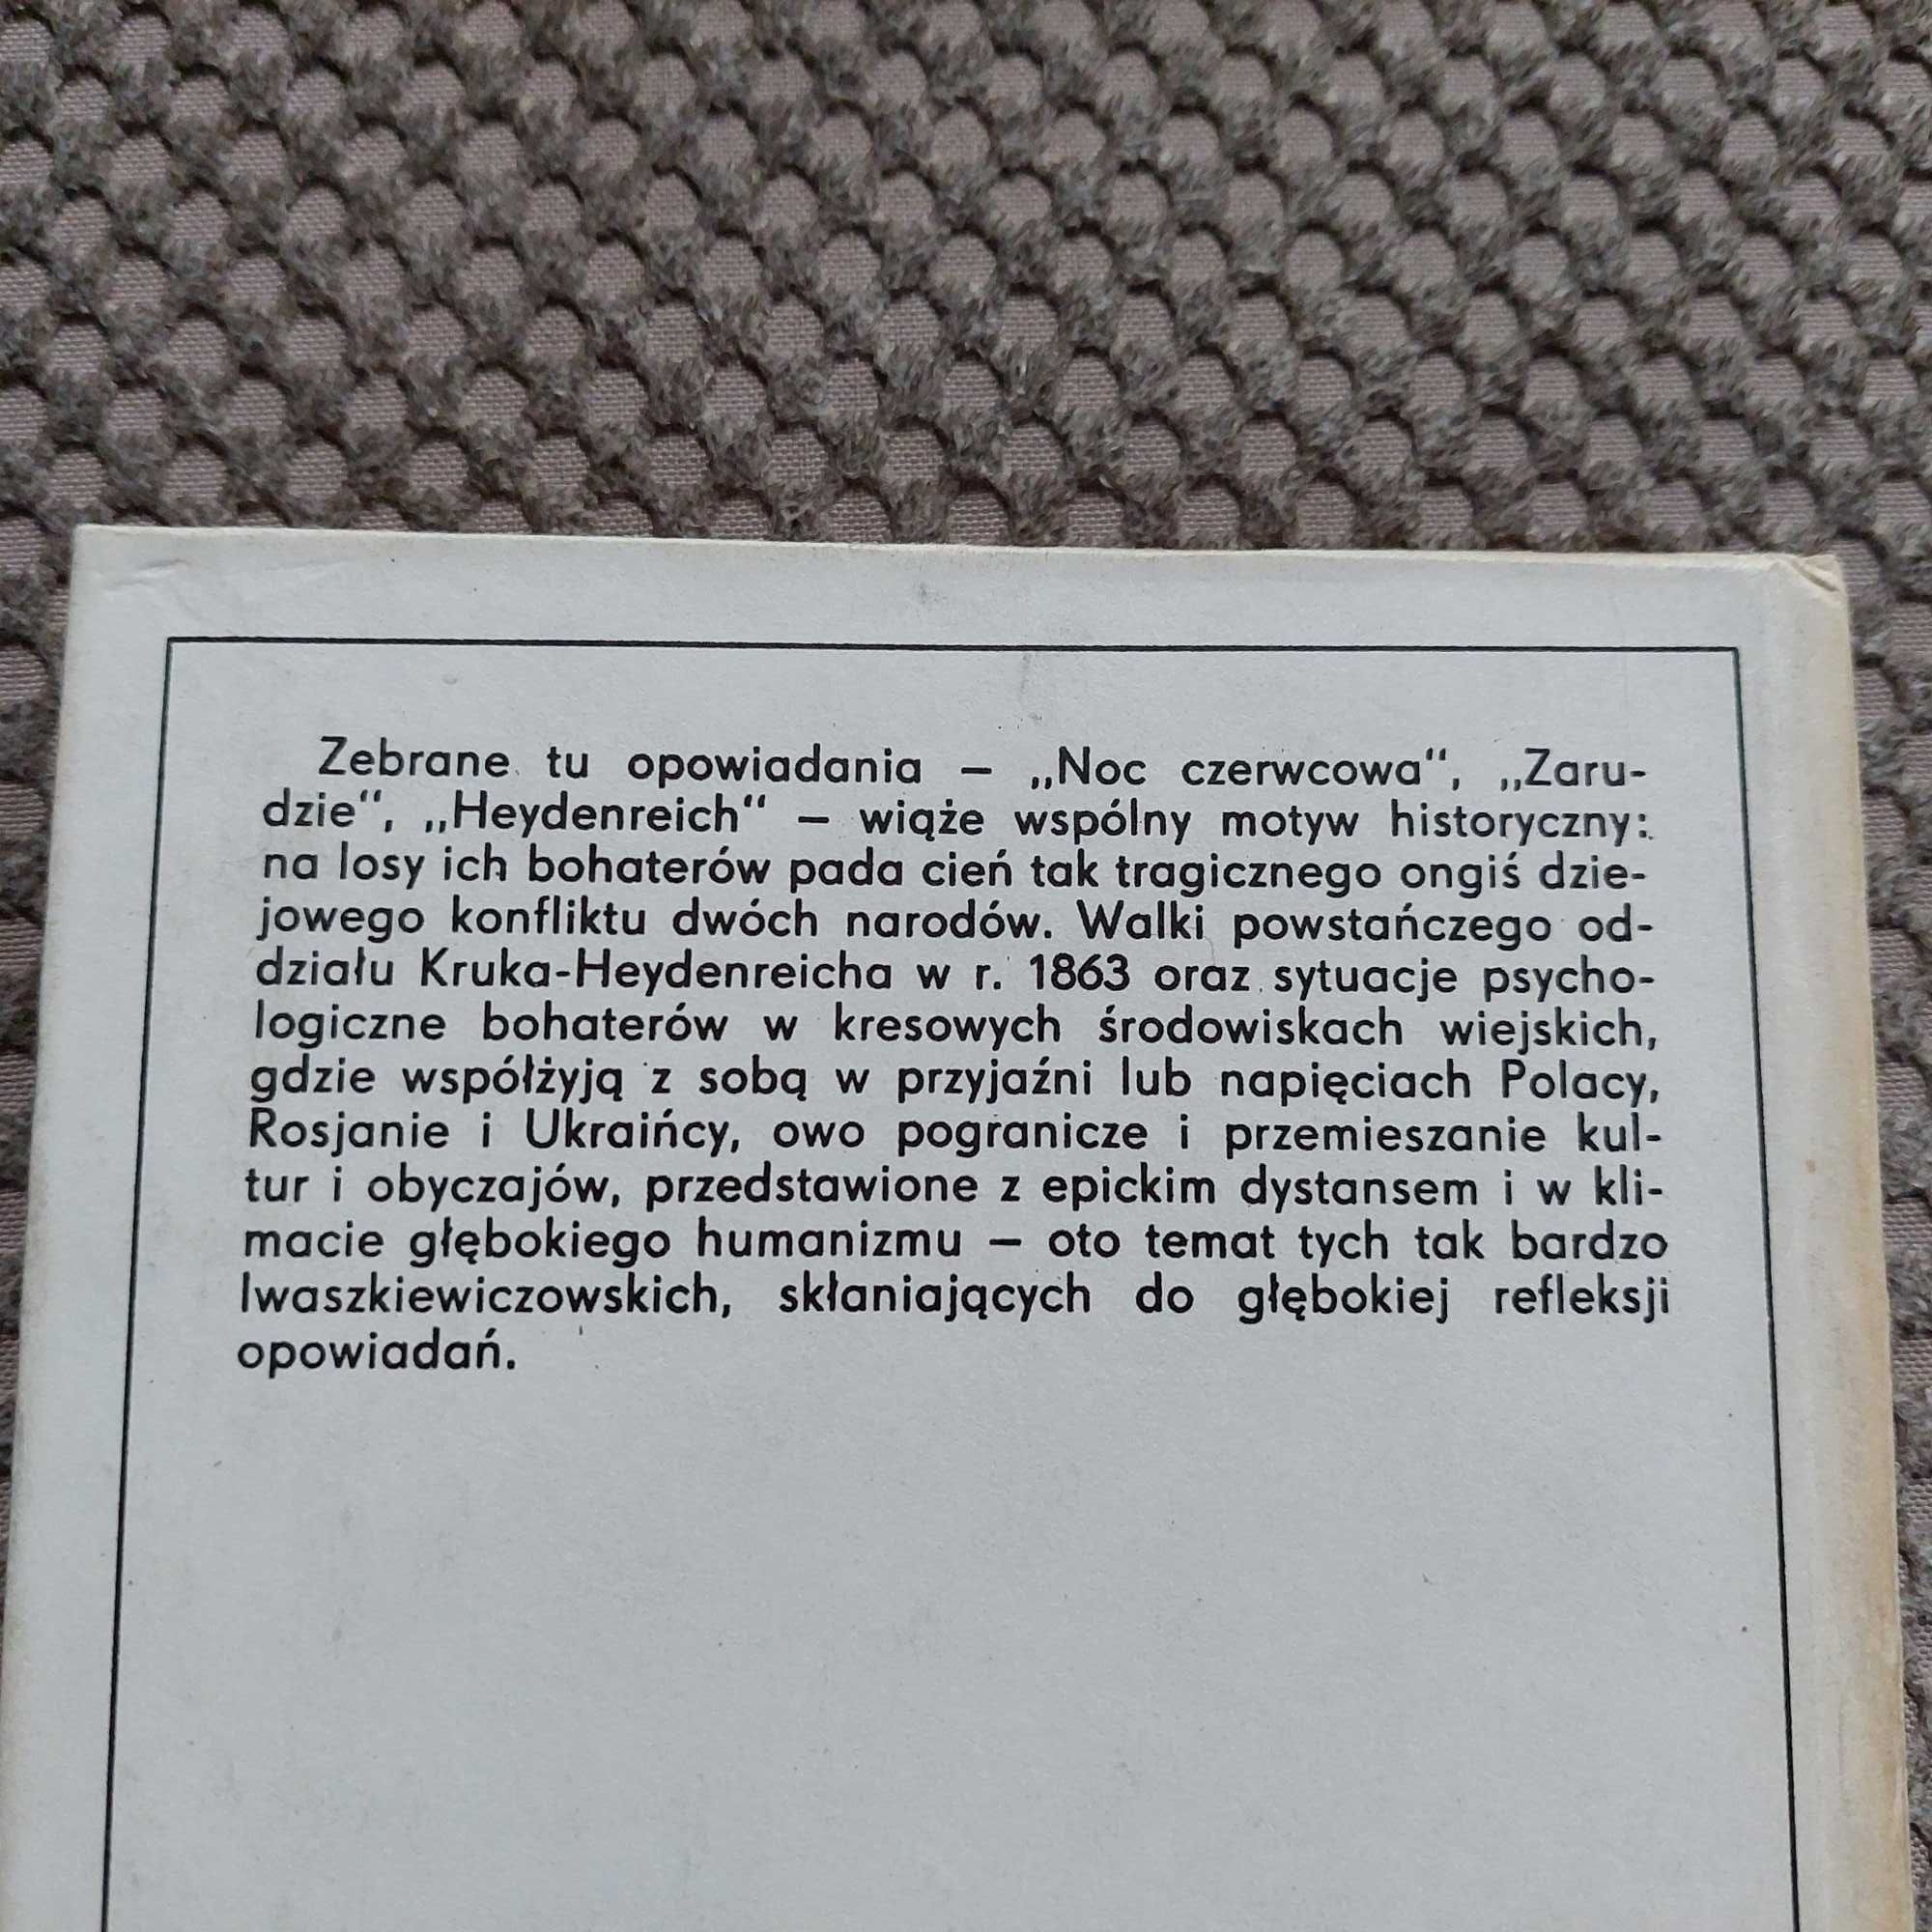 Zebrane tu opowiadania – „Noc czerwcowa“, „Zaru-
dzie“, „Heydenreich“ – wiąże wspólny motyw historyczny:
na losy ich bohaterów pada cień tak tragicznego ongiś dzie-
jowego konfliktu dwóch narodów. Walki powstańczego od-
działu Kruka-Heydenreicha w r. 1863 oraz sytuacje psycho-
logiczne bohaterów w kresowych środowiskach wiejskich,
gdzie współżyją z sobą w przyjaźni lub napięciach Polacy,
Rosjanie i Ukraińcy, owo pogranicze i przemieszanie kul-
tur i obyczajów, przedstawione z epickim dystansem i w kli-
macie głębokiego humanizmu – oto temat tych tak bardzo
Iwaszkiewiczowskich, skłaniających do głębokiej refleksji
opowiadań.